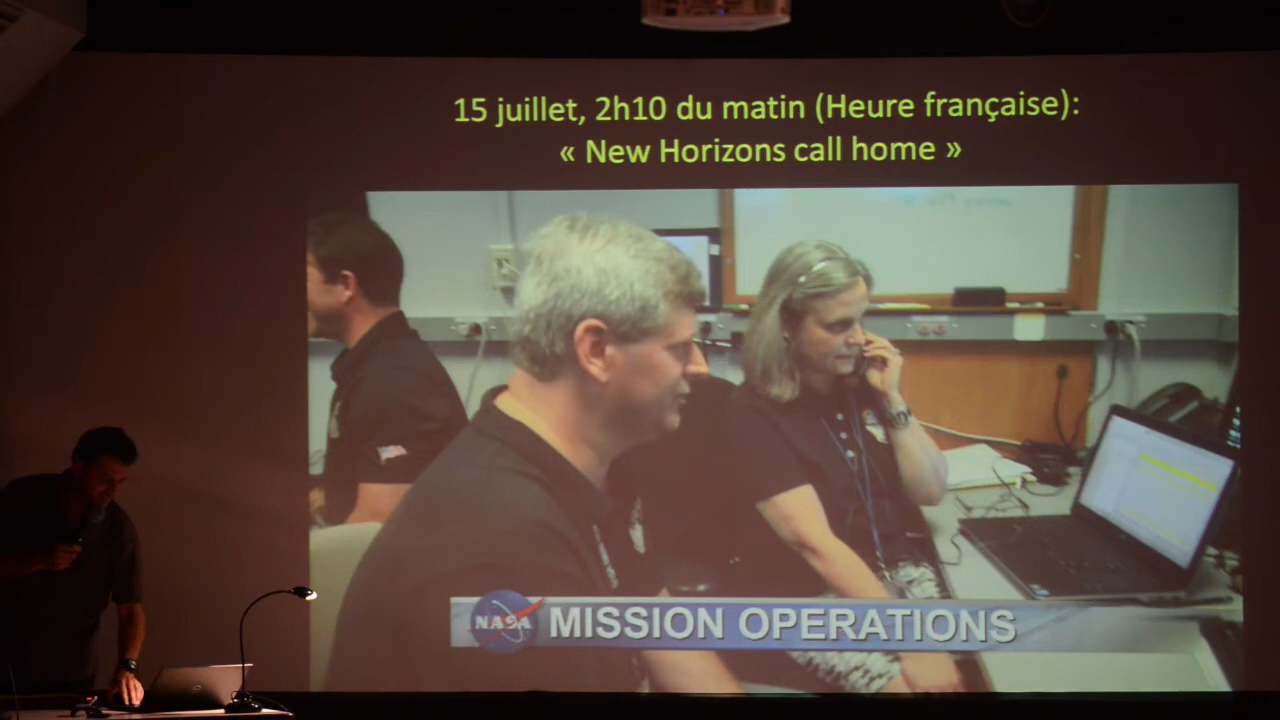 15 juillet, 2h10 du matin (Heure française):
« New Horizons call home »
NASA MISSION OPERATIONS